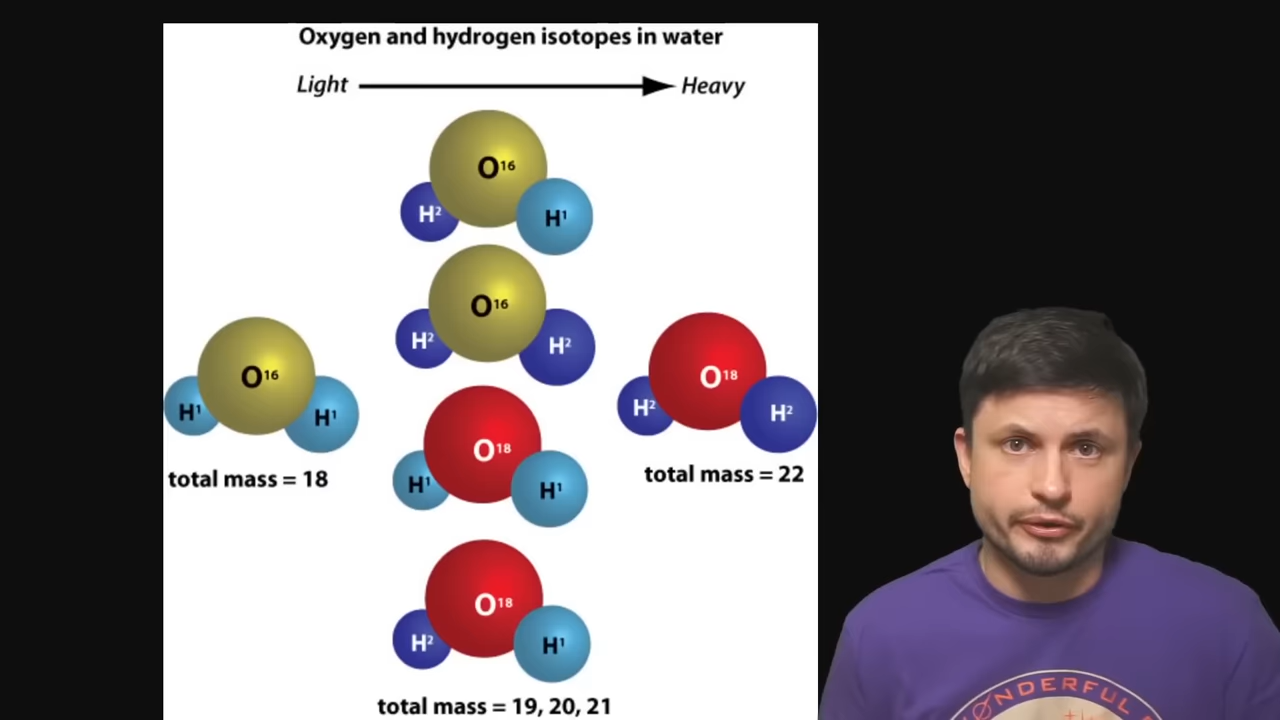 Oxygen and hydrogen isotopes in water
Light Heavy
O¹⁶
H² H¹
O¹⁶
H² H²
O¹⁶
H¹ H¹
total mass = 18
O¹⁸
H¹ H¹
O¹⁸
H² H²
total mass = 22
O¹⁸
H² H¹
total mass = 19, 20, 21
NDERFUL